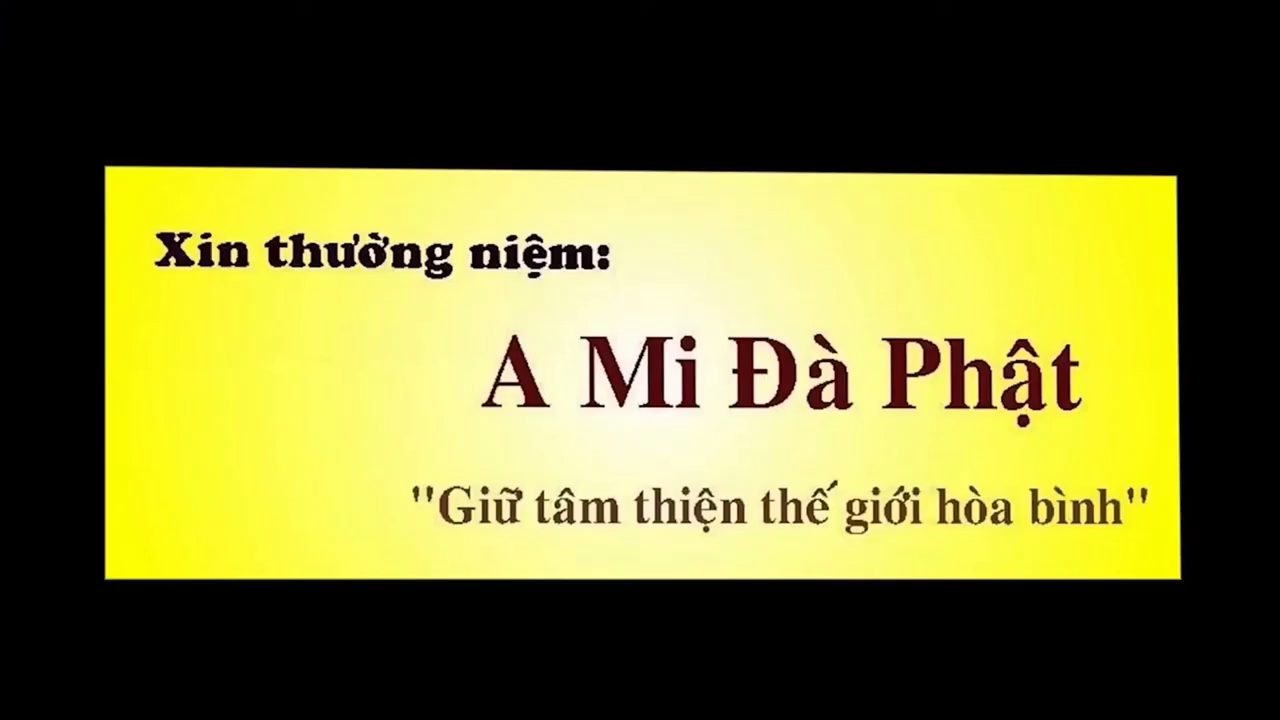 Xin thường niệm:
A Mi Đà Phật
"Giữ tâm thiện thế giới hòa bình"